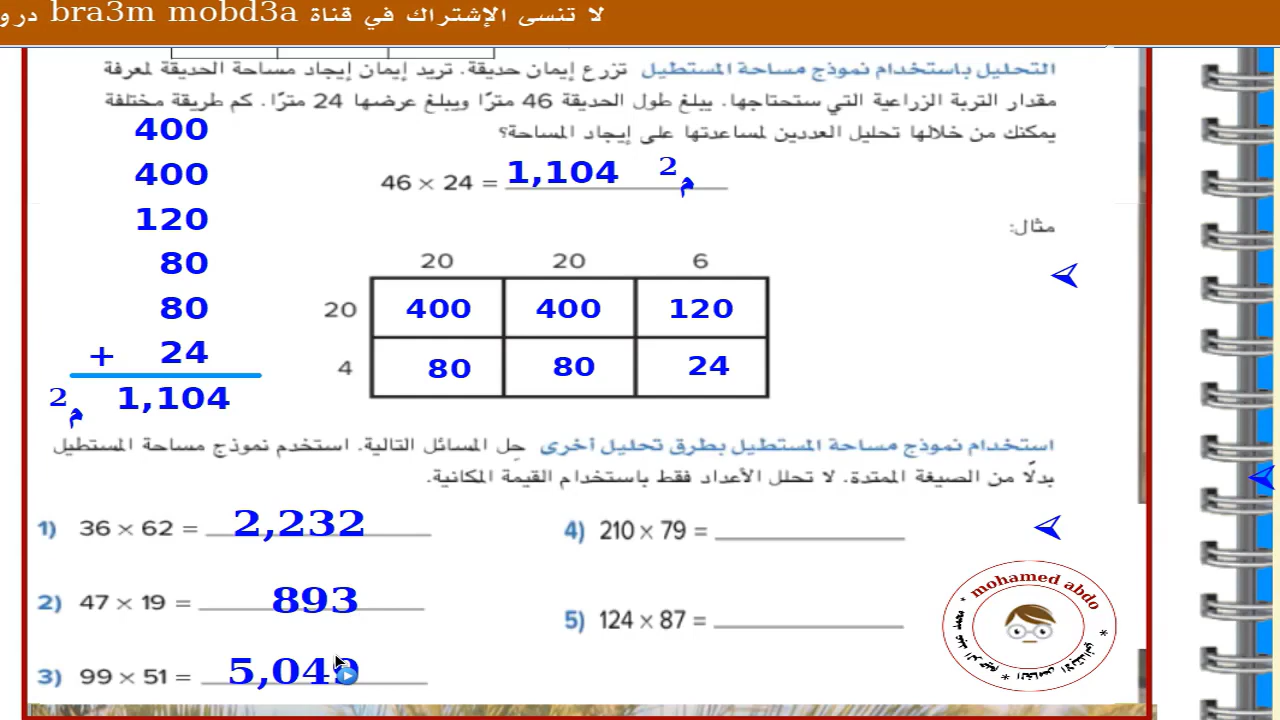 لا تنسى الإشتراك في قناة bra3m mobd3a درو
التحليل باستخدام نموذج مساحة المستطيل تزرع إيمان حديقة. تريد إيمان إيجاد مساحة الحديقة لمعرفة
مقدار التربة الزراعية التي ستحتاجها. يبلغ طول الحديقة 46 مترًا ويبلغ عرضها 24 مترًا. كم طريقة مختلفة
يمكنك من خلالها تحليل العددين لمساعدتها على إيجاد المساحة؟
400
400
120
80
80
+ 24
1,104 م2
46 × 24 = 1,104 م2
مثال:
20 20 6
20 400 400 120
4 80 80 24
استخدام نموذج مساحة المستطيل بطرق تحليل أخرى حِل المسائل التالية. استخدم نموذج مساحة المستطيل
بدلًا من الصيغة الممتدة. لا تحلل الأعداد فقط باستخدام القيمة المكانية.
1) 36 × 62 = 2,232
2) 47 × 19 = 893
3) 99 × 51 = 5,049
4) 210 × 79 =
5) 124 × 87 =
mohamed abdo